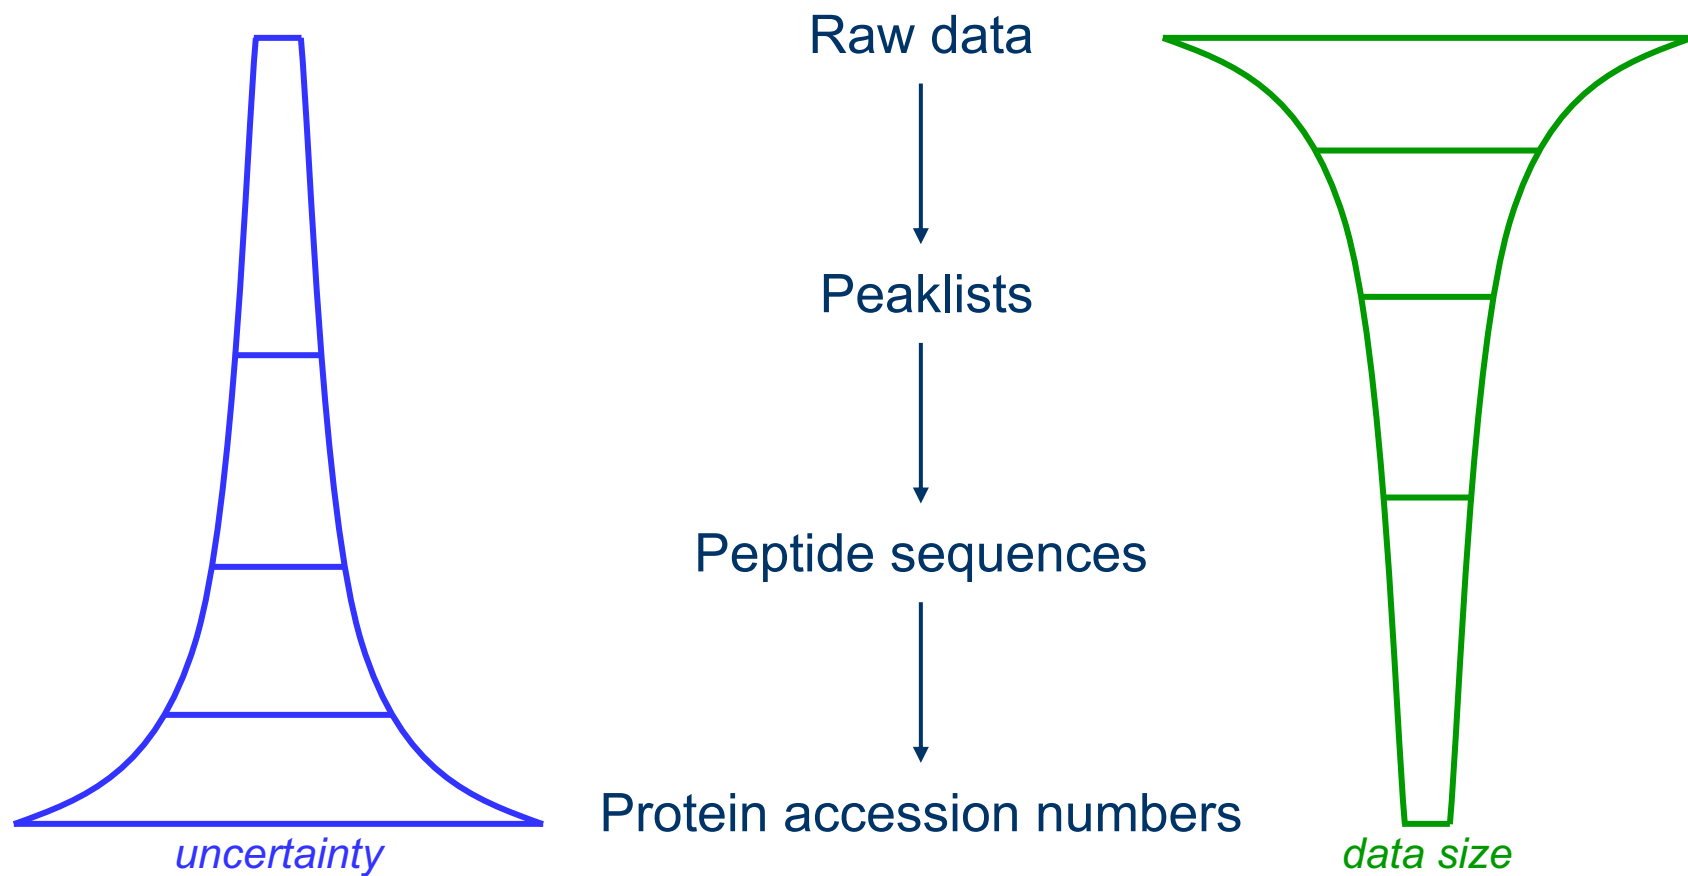 Raw data
Peaklists
Peptide sequences
Protein accession numbers
uncertainty
data size